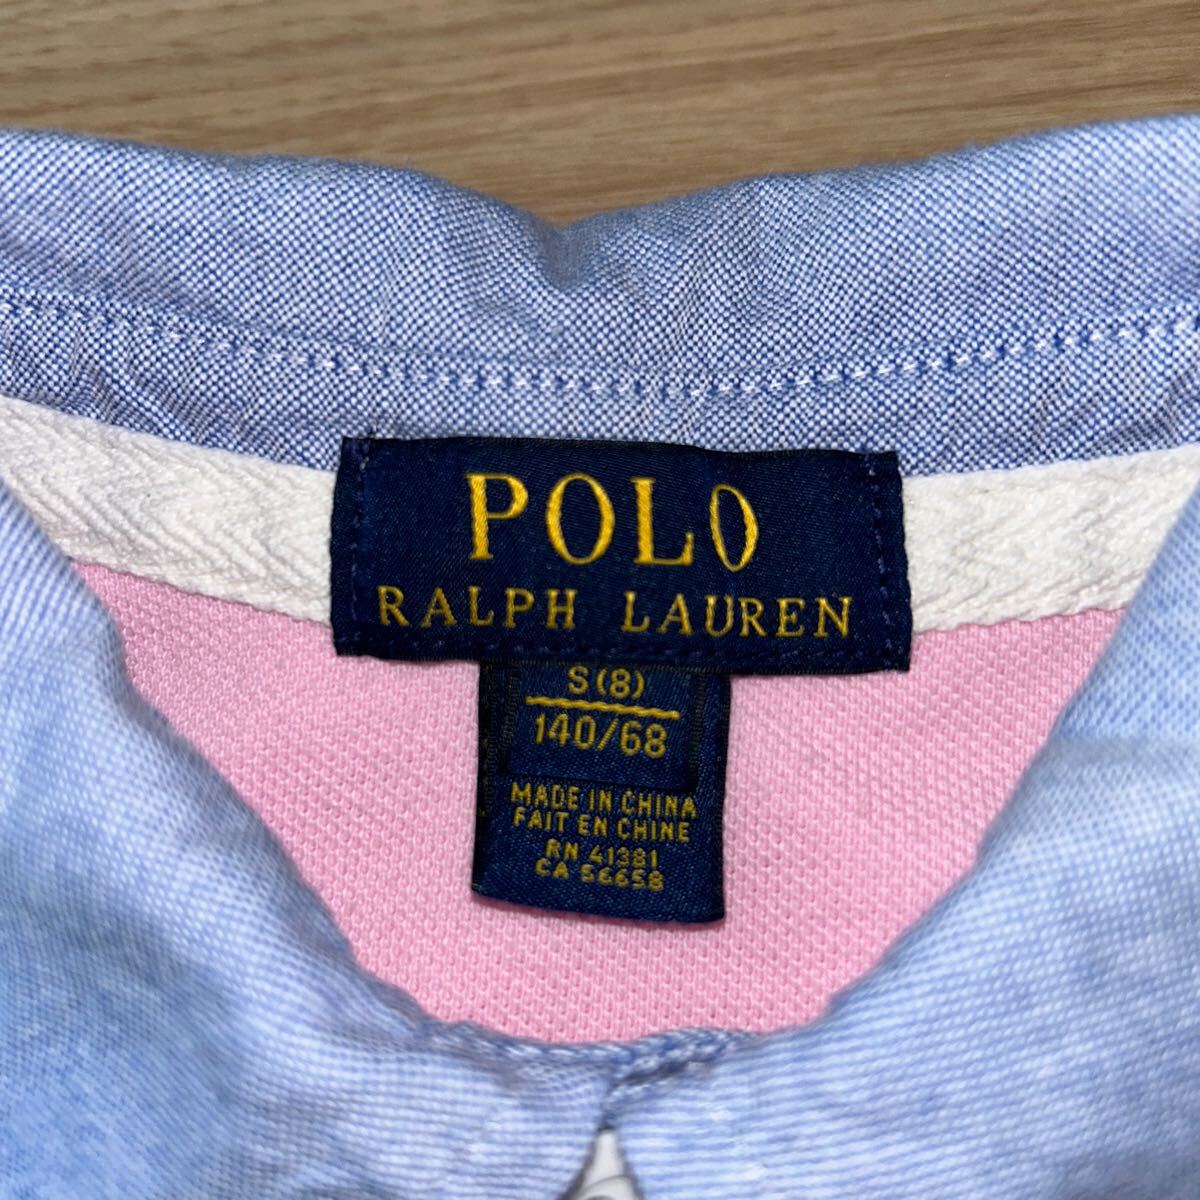 POLO
RALPH LAUREN
S(8)
140/68
MADE IN CHINA
FAIT EN CHINE
RN 41381
CA 56658